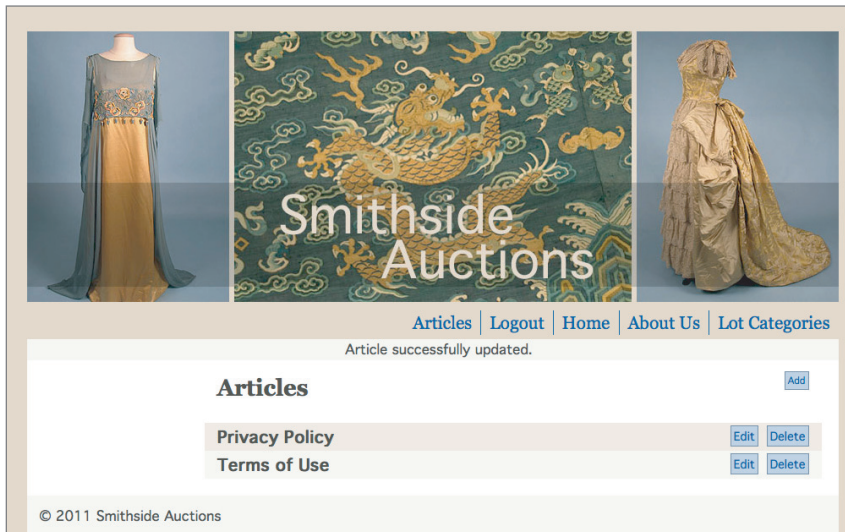 Smithside
Auctions
Articles Logout Home About Us Lot Categories
Article successfully updated.
Articles Add
Privacy Policy Edit Delete
Terms of Use Edit Delete
© 2011 Smithside Auctions